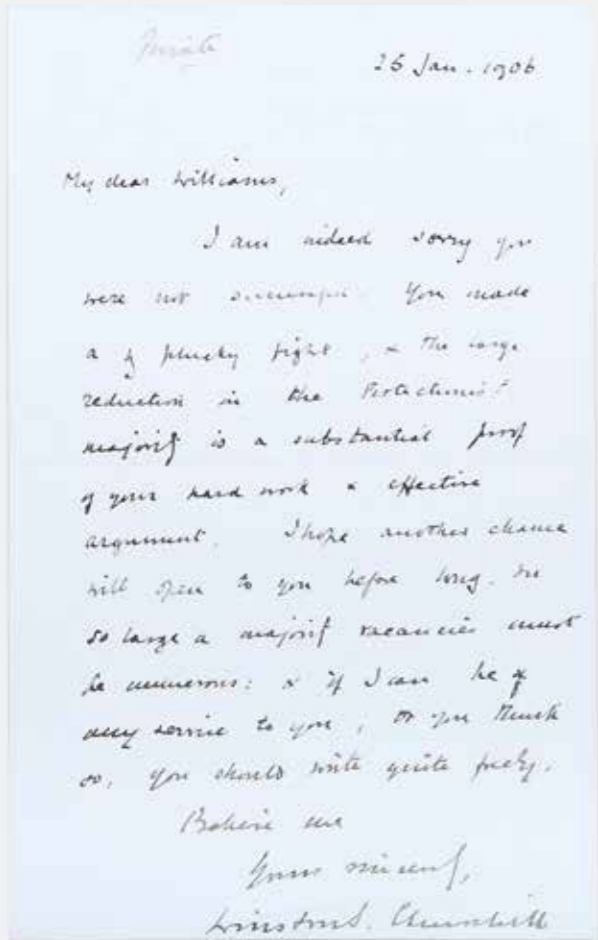 Private
25 Jan. 1906
My dear Williams,
I am indeed sorry you
were not successful. You made
a plucky fight, & the large
reduction in the Protectionist
majority is a substantial proof
of your hard work & effective
argument. I hope another chance
will open to you before long. In
so large a majority vacancies must
be numerous: & if I can be of
any service to you, or you think
so, you should write quite freely.
Believe me
Yours sincerely,
Winston S. Churchill